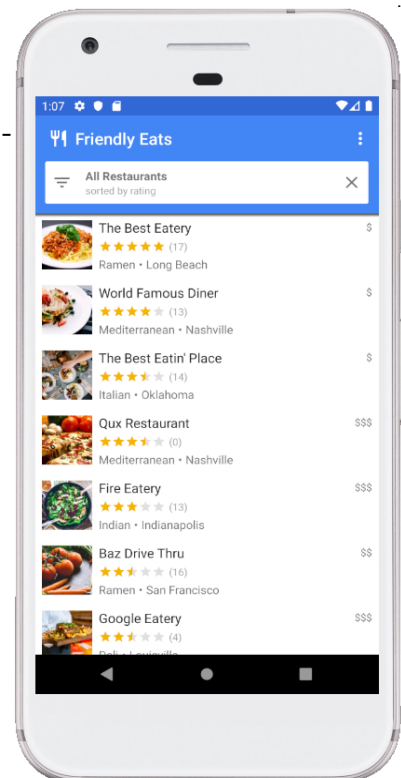 1:07
Friendly Eats
All Restaurants
sorted by rating
The Best Eatery $
(17)
Ramen • Long Beach
World Famous Diner $
(13)
Mediterranean • Nashville
The Best Eatin' Place $
(14)
Italian • Oklahoma
Qux Restaurant $$$
(0)
Mediterranean • Nashville
Fire Eatery $$$
(13)
Indian • Indianapolis
Baz Drive Thru $$
(16)
Ramen • San Francisco
Google Eatery $$$
(4)